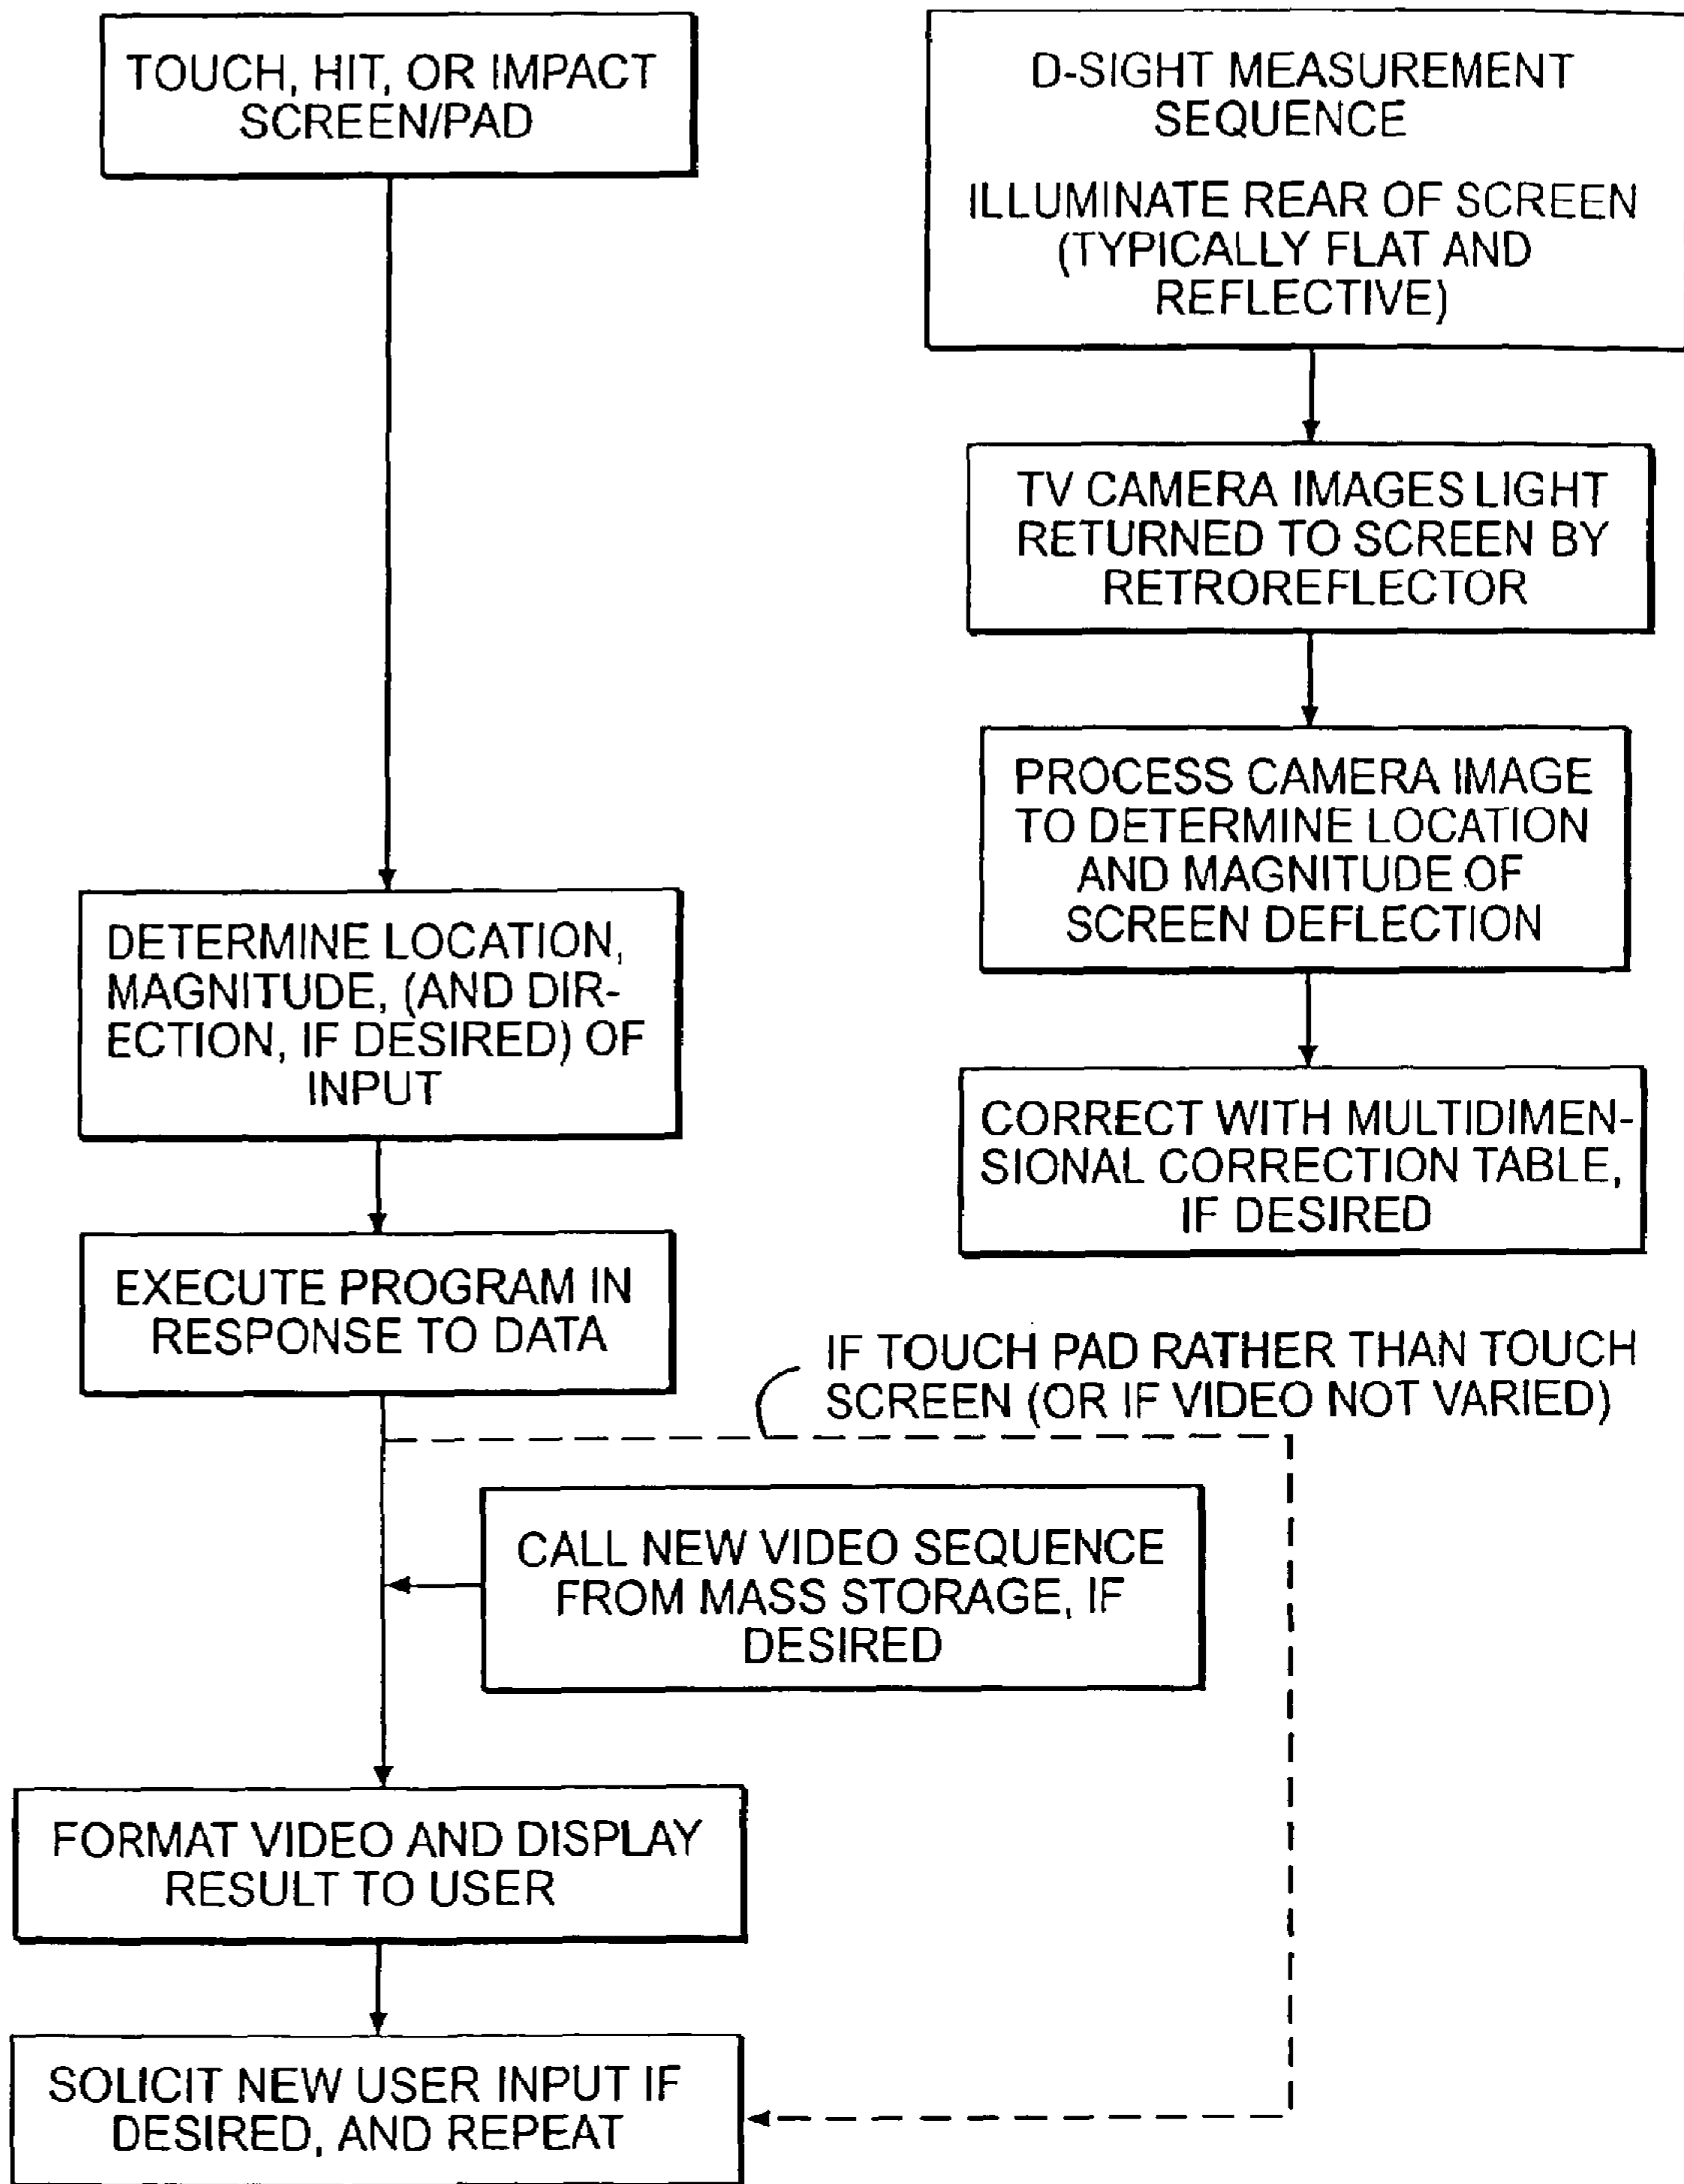 TOUCH, HIT, OR IMPACT
SCREEN/PAD
DETERMINE LOCATION,
MAGNITUDE, (AND DIR-
ECTION, IF DESIRED) OF
INPUT
EXECUTE PROGRAM IN
RESPONSE TO DATA
CALL NEW VIDEO SEQUENCE
FROM MASS STORAGE, IF
DESIRED
FORMAT VIDEO AND DISPLAY
RESULT TO USER
SOLICIT NEW USER INPUT IF
DESIRED, AND REPEAT
D-SIGHT MEASUREMENT
SEQUENCE
ILLUMINATE REAR OF SCREEN
(TYPICALLY FLAT AND
REFLECTIVE)
TV CAMERA IMAGES LIGHT
RETURNED TO SCREEN BY
RETROREFLECTOR
PROCESS CAMERA IMAGE
TO DETERMINE LOCATION
AND MAGNITUDE OF
SCREEN DEFLECTION
CORRECT WITH MULTIDIMEN-
SIONAL CORRECTION TABLE,
IF DESIRED
IF TOUCH PAD RATHER THAN TOUCH
SCREEN (OR IF VIDEO NOT VARIED)